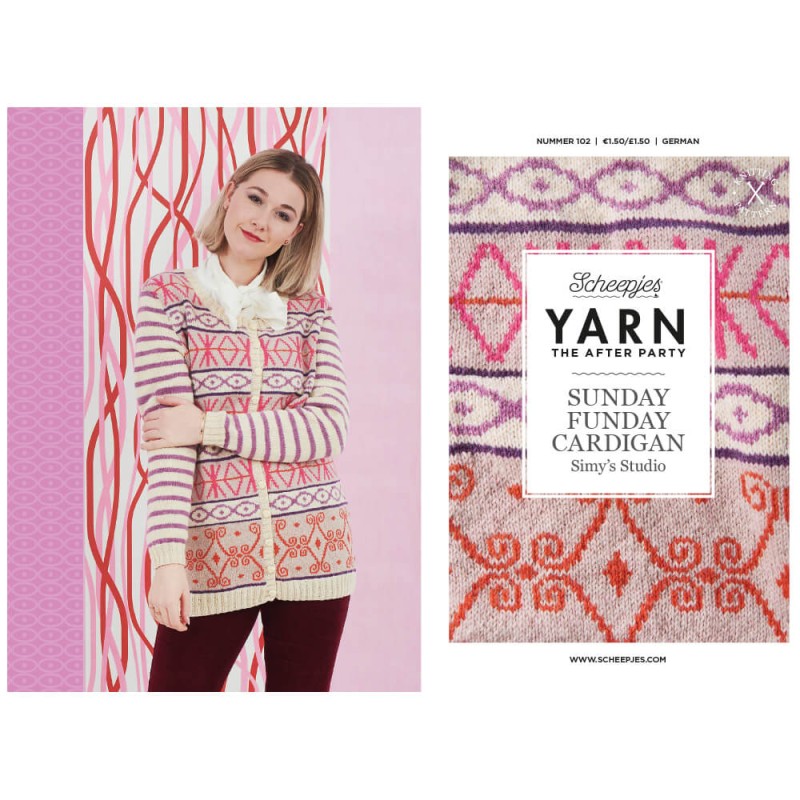 NUMMER 102 | €1.50/£1.50 | GERMAN
Scheepjes
YARN
THE AFTER PARTY
SUNDAY
FUNDAY
CARDIGAN
Simy's Studio
WWW.SCHEEPJES.COM